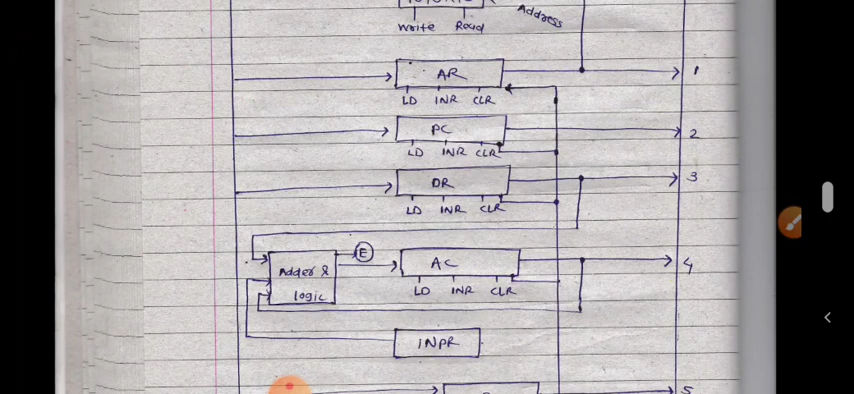 Address
Write Read
AR 1
LD INR CLR
PC 2
LD INR CLR
DR 3
LD INR CLR
E
Adder & AC 4
logic LD INR CLR
INPR
5